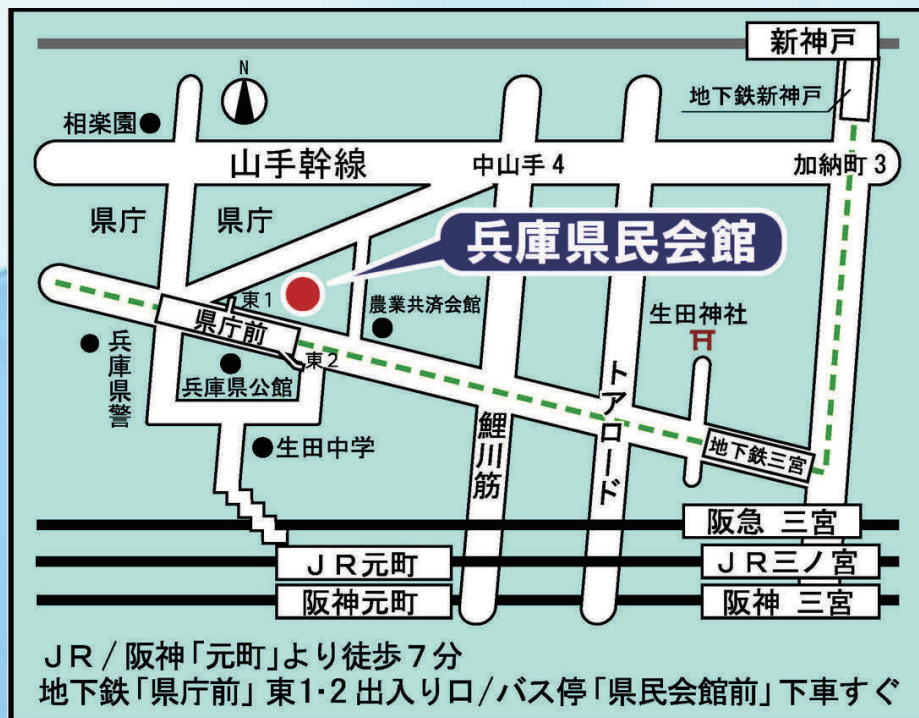 新神戸
地下鉄新神戸
N
相楽園
山手幹線
中山手4
加納町3
県庁
県庁
兵庫県民会館
東1
農業共済会館
生田神社
県庁前
東2
兵庫県警
兵庫県公館
トアロード
鯉川筋
生田中学
地下鉄三宮
阪急 三宮
JR元町
JR三ノ宮
阪神元町
阪神 三宮
JR/阪神「元町」より徒歩7分
地下鉄「県庁前」東1・2出入り口/バス停「県民会館前」下車すぐ